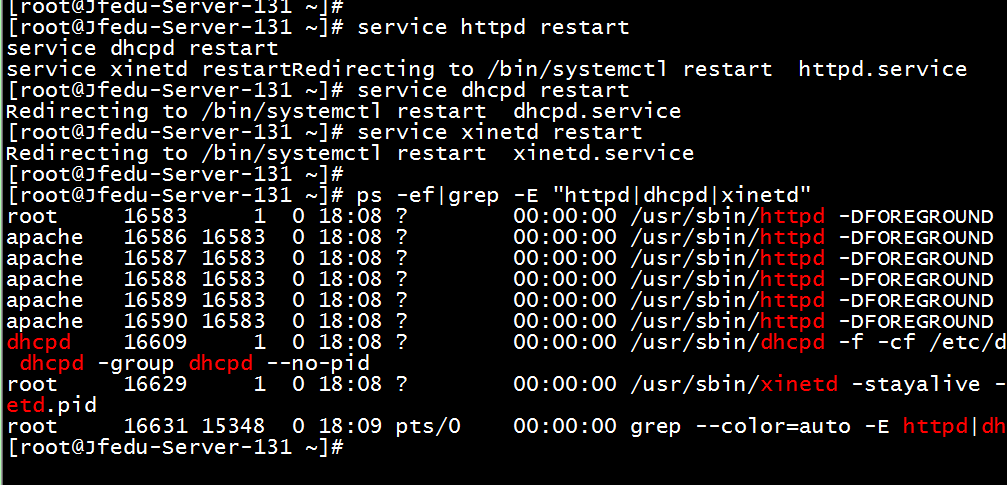 [root@Jfedu-Server-131 ~]#
[root@Jfedu-Server-131 ~]# service httpd restart
service dhcpd restart
service xinetd restartRedirecting to /bin/systemctl restart  httpd.service
[root@Jfedu-Server-131 ~]# service dhcpd restart
Redirecting to /bin/systemctl restart  dhcpd.service
[root@Jfedu-Server-131 ~]# service xinetd restart
Redirecting to /bin/systemctl restart  xinetd.service
[root@Jfedu-Server-131 ~]#
[root@Jfedu-Server-131 ~]# ps -ef|grep -E "httpd|dhcpd|xinetd"
root     16583     1  0 18:08 ?        00:00:00 /usr/sbin/httpd -DFOREGROUND
apache   16586 16583  0 18:08 ?        00:00:00 /usr/sbin/httpd -DFOREGROUND
apache   16587 16583  0 18:08 ?        00:00:00 /usr/sbin/httpd -DFOREGROUND
apache   16588 16583  0 18:08 ?        00:00:00 /usr/sbin/httpd -DFOREGROUND
apache   16589 16583  0 18:08 ?        00:00:00 /usr/sbin/httpd -DFOREGROUND
apache   16590 16583  0 18:08 ?        00:00:00 /usr/sbin/httpd -DFOREGROUND
dhcpd    16609     1  0 18:08 ?        00:00:00 /usr/sbin/dhcpd -f -cf /etc/d
 dhcpd -group dhcpd --no-pid
root     16629     1  0 18:08 ?        00:00:00 /usr/sbin/xinetd -stayalive -
etd.pid
root     16631 15348  0 18:09 pts/0    00:00:00 grep --color=auto -E httpd|dh
[root@Jfedu-Server-131 ~]#